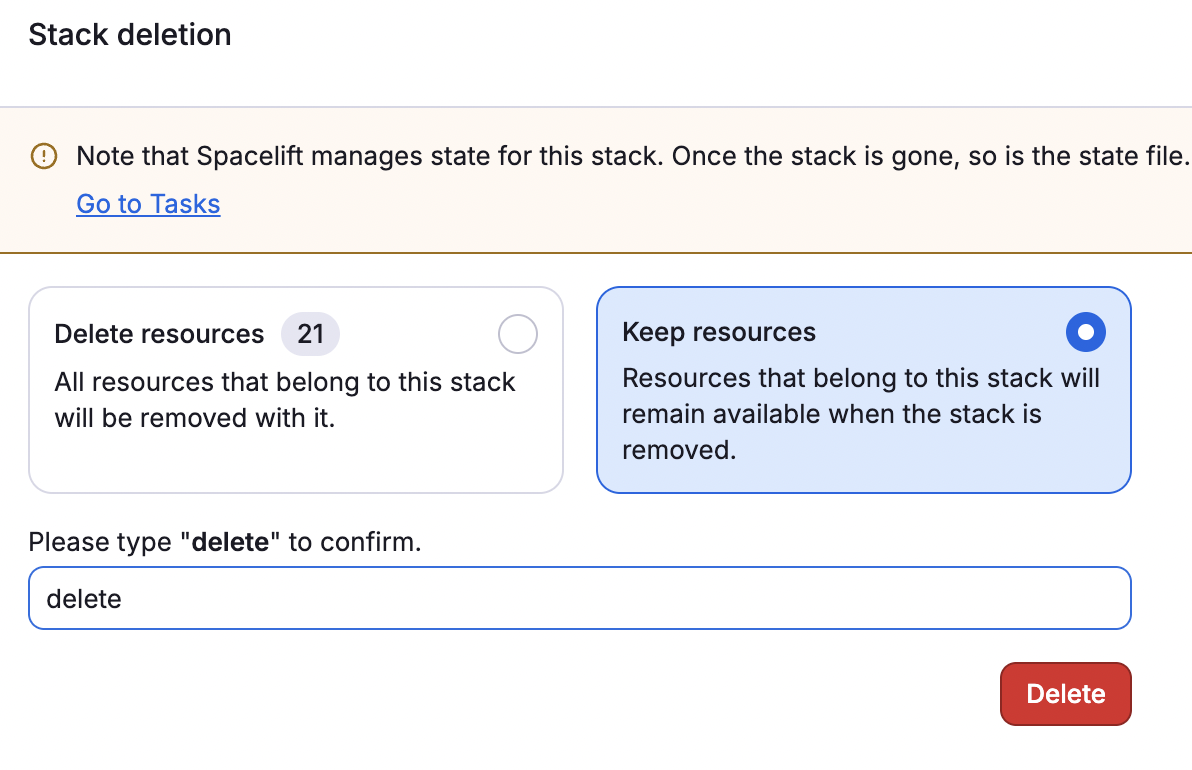 Stack deletion
Note that Spacelift manages state for this stack. Once the stack is gone, so is the state file.
Go to Tasks
Delete resources 21
All resources that belong to this stack
will be removed with it.
Keep resources
Resources that belong to this stack will
remain available when the stack is
removed.
Please type "delete" to confirm.
delete
Delete